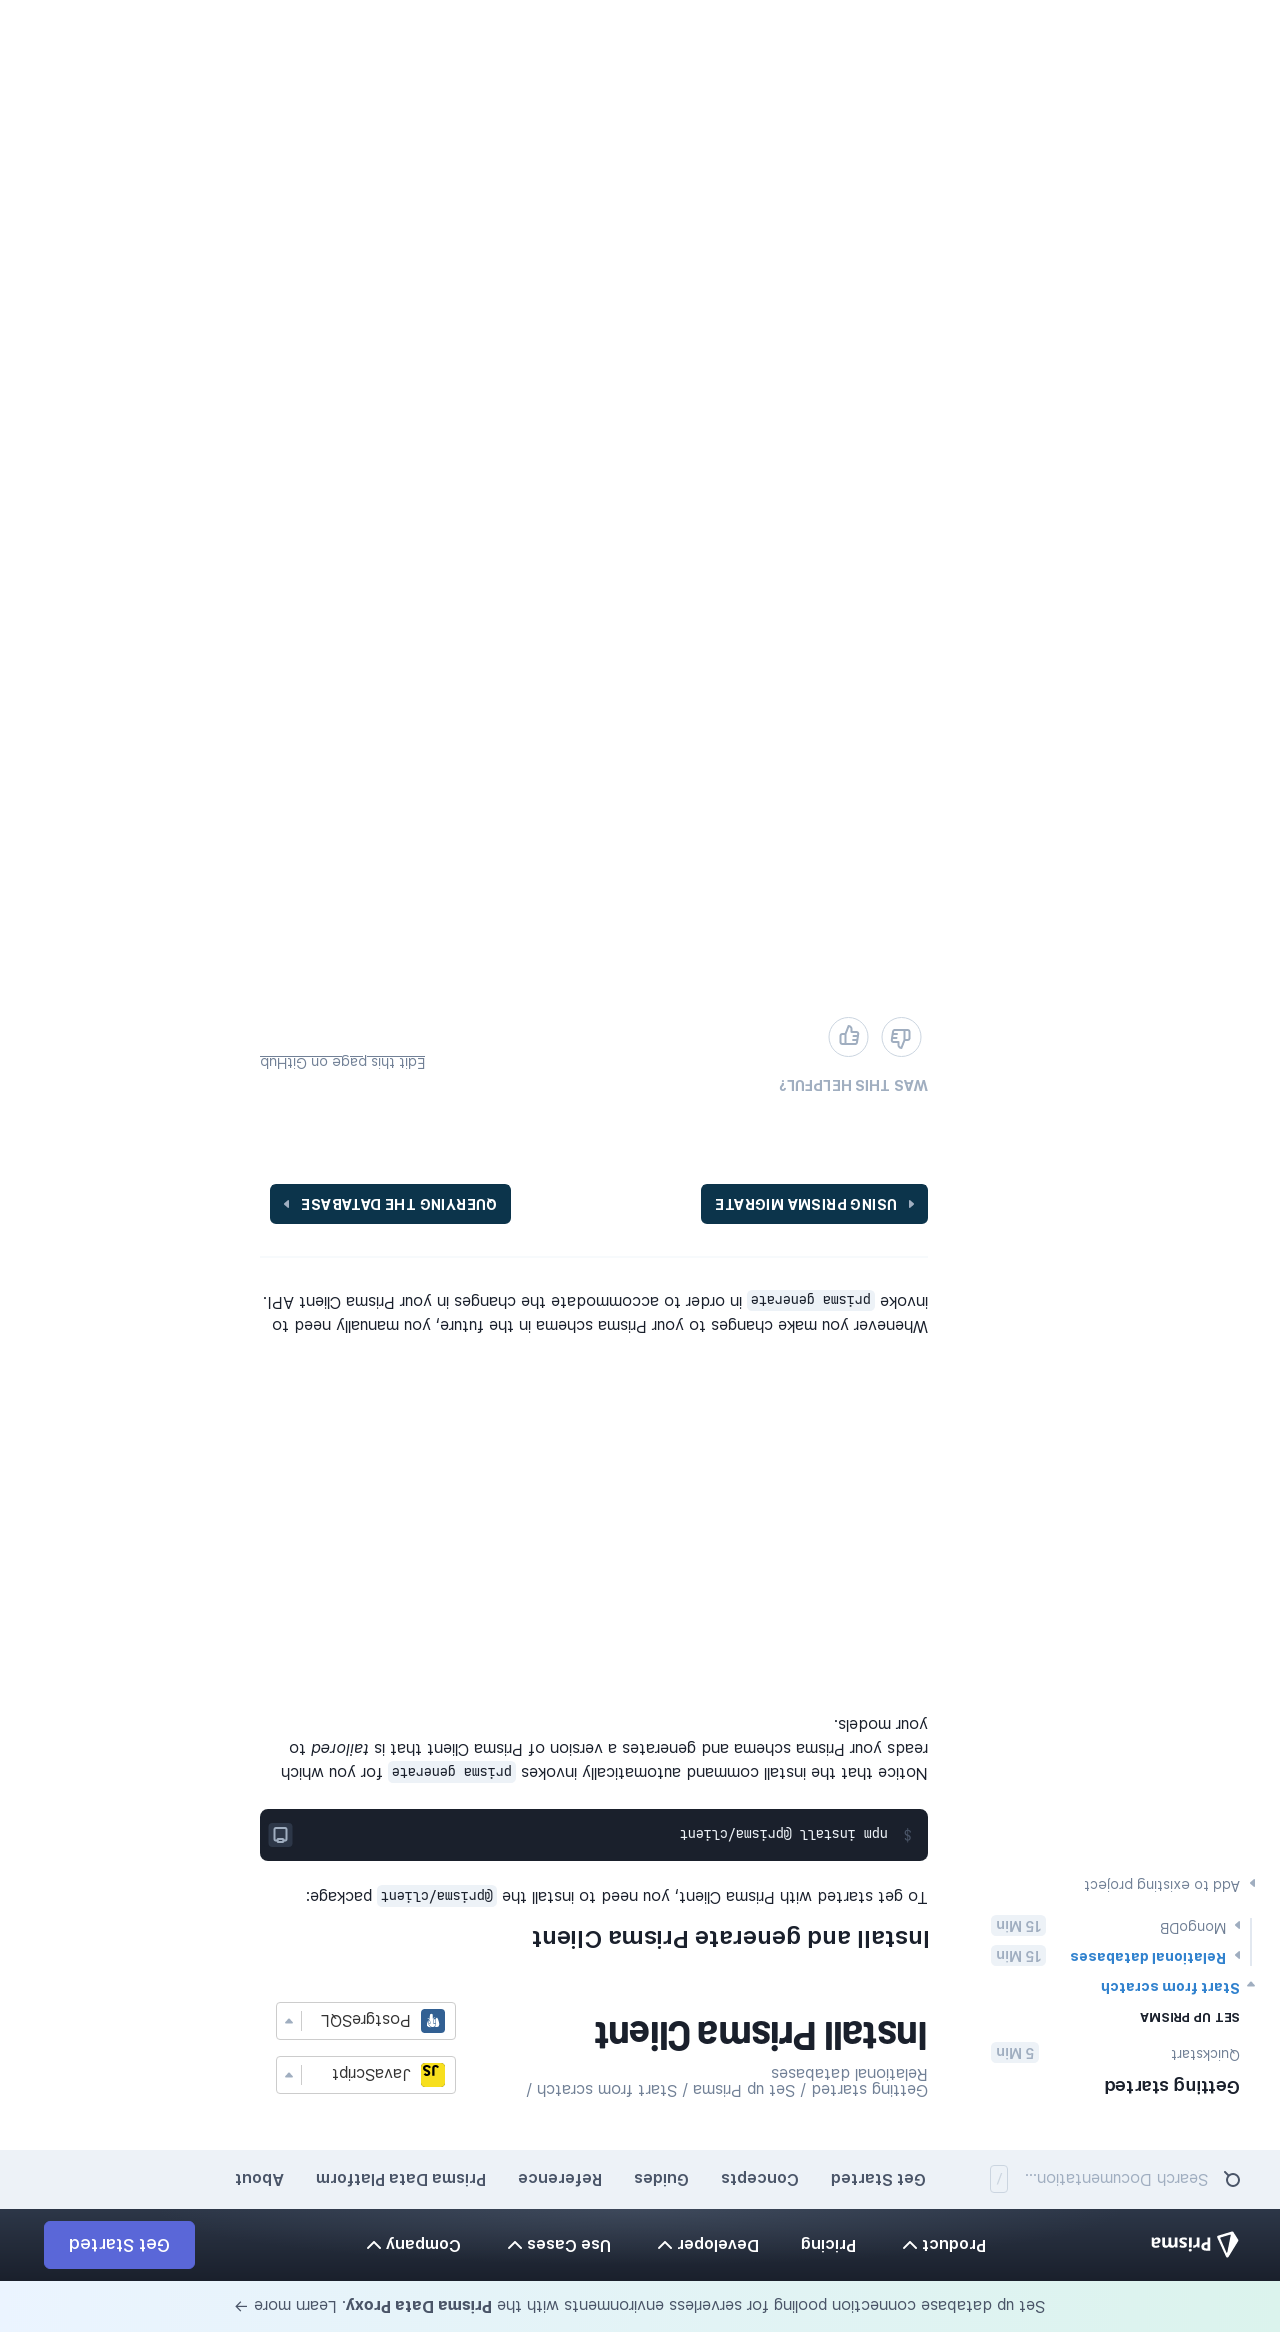 Set up database connection pooling for serverless environments with the Prisma Data Proxy. Learn more →
Prisma
Product
Pricing
Developer
Use Cases
Company
Get Started
Search Documentation... /
Get Started
Concepts
Guides
Reference
Prisma Data Platform
About
Getting started
Quickstart 5 Min
SET UP PRISMA
Start from scratch
Relational databases 15 Min
MongoDB 15 Min
Add to existing project
Getting started / Set up Prisma / Start from scratch /
Relational databases
Install Prisma Client
JS JavaScript
PostgreSQL
Install and generate Prisma Client
To get started with Prisma Client, you need to install the @prisma/client package:
$ npm install @prisma/client
Notice that the install command automatically invokes prisma generate for you which
reads your Prisma schema and generates a version of Prisma Client that is tailored to
your models.
Whenever you make changes to your Prisma schema in the future, you manually need to
invoke prisma generate in order to accommodate the changes in your Prisma Client API.
USING PRISMA MIGRATE
QUERYING THE DATABASE
WAS THIS HELPFUL?
Edit this page on GitHub